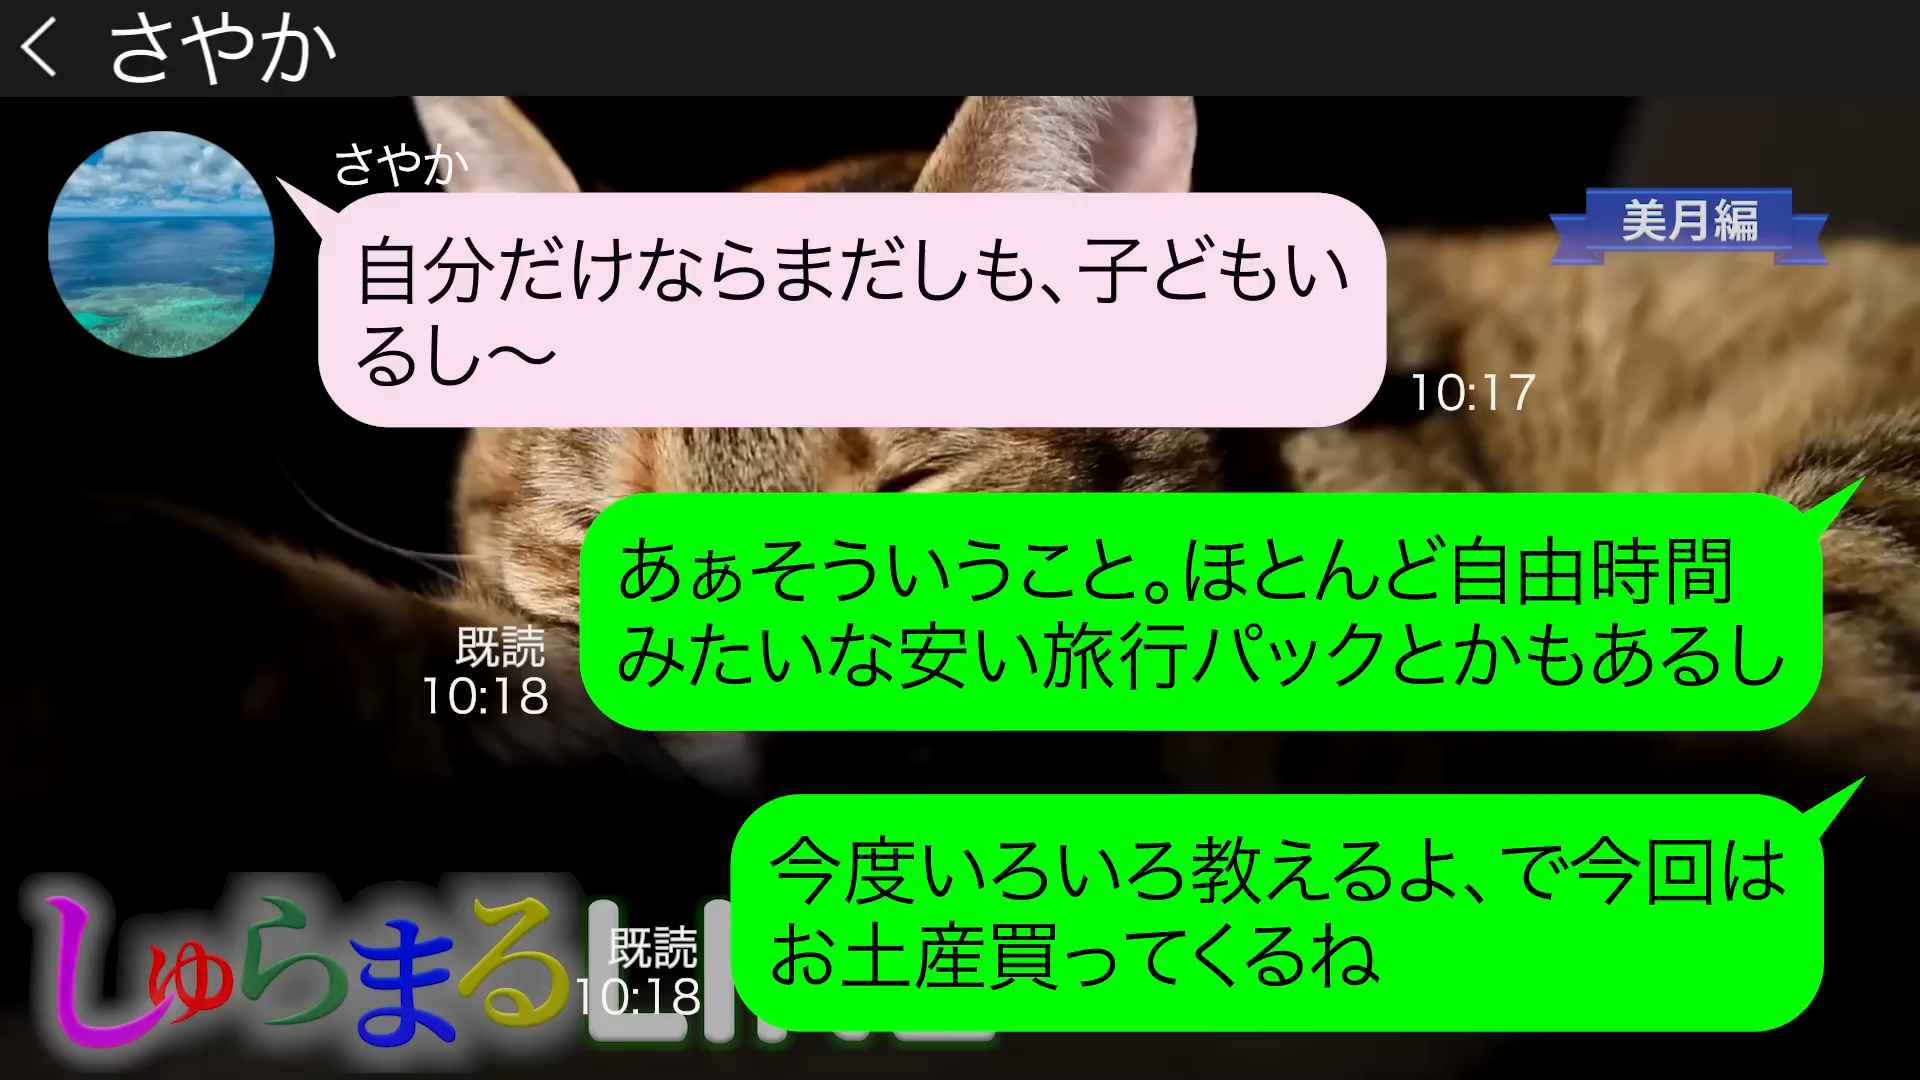 さやか
さやか
美月編
自分だけならまだしも、子どもい
るし〜
10:17
あぁそういうこと。ほとんど自由時間
みたいな安い旅行パックとかもあるし
既読
10:18
今度いろいろ教えるよ、で今回は
お土産買ってくるね
既読
10:18
しゅらまる